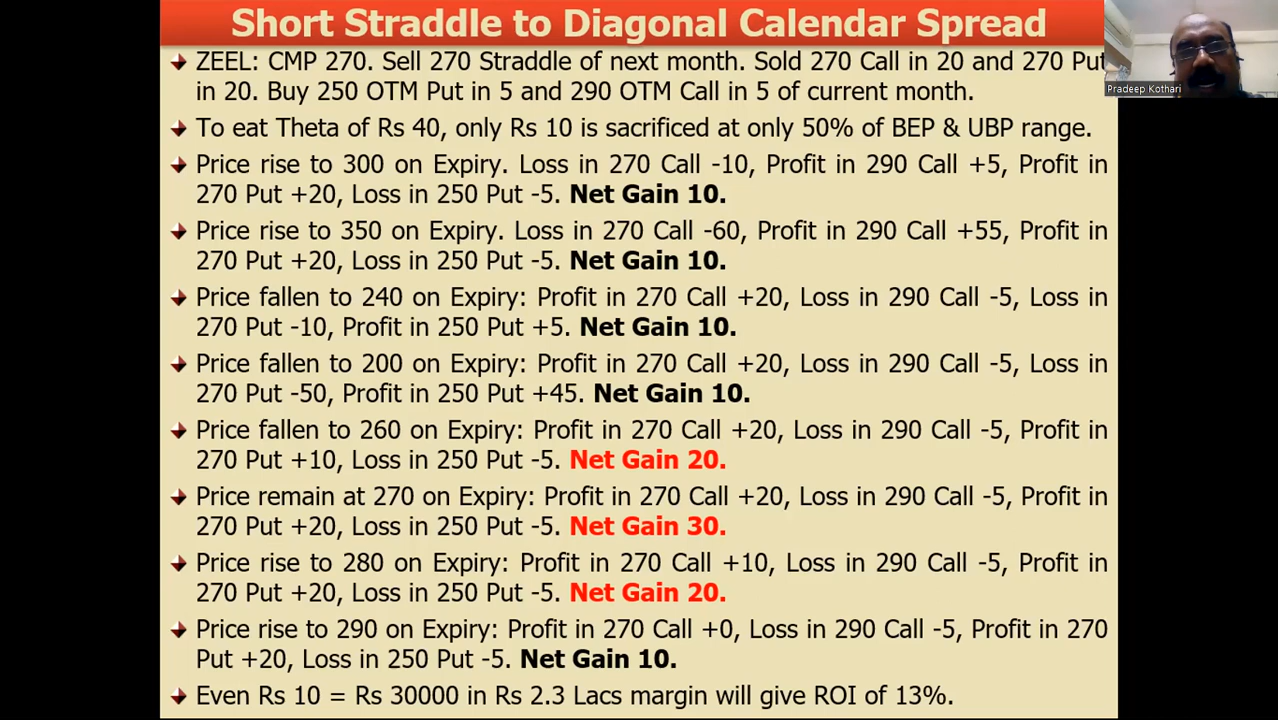 Short Straddle to Diagonal Calendar Spread
ZEEL: CMP 270. Sell 270 Straddle of next month. Sold 270 Call in 20 and 270 Put
in 20. Buy 250 OTM Put in 5 and 290 OTM Call in 5 of current month.
To eat Theta of Rs 40, only Rs 10 is sacrificed at only 50% of BEP & UBP range.
Price rise to 300 on Expiry. Loss in 270 Call -10, Profit in 290 Call +5, Profit in
270 Put +20, Loss in 250 Put -5. Net Gain 10.
Price rise to 350 on Expiry. Loss in 270 Call -60, Profit in 290 Call +55, Profit in
270 Put +20, Loss in 250 Put -5. Net Gain 10.
Price fallen to 240 on Expiry: Profit in 270 Call +20, Loss in 290 Call -5, Loss in
270 Put -10, Profit in 250 Put +5. Net Gain 10.
Price fallen to 200 on Expiry: Profit in 270 Call +20, Loss in 290 Call -5, Loss in
270 Put -50, Profit in 250 Put +45. Net Gain 10.
Price fallen to 260 on Expiry: Profit in 270 Call +20, Loss in 290 Call -5, Profit in
270 Put +10, Loss in 250 Put -5. Net Gain 20.
Price remain at 270 on Expiry: Profit in 270 Call +20, Loss in 290 Call -5, Profit in
270 Put +20, Loss in 250 Put -5. Net Gain 30.
Price rise to 280 on Expiry: Profit in 270 Call +10, Loss in 290 Call -5, Profit in
270 Put +20, Loss in 250 Put -5. Net Gain 20.
Price rise to 290 on Expiry: Profit in 270 Call +0, Loss in 290 Call -5, Profit in 270
Put +20, Loss in 250 Put -5. Net Gain 10.
Even Rs 10 = Rs 30000 in Rs 2.3 Lacs margin will give ROI of 13%.
Pradeep Kothari